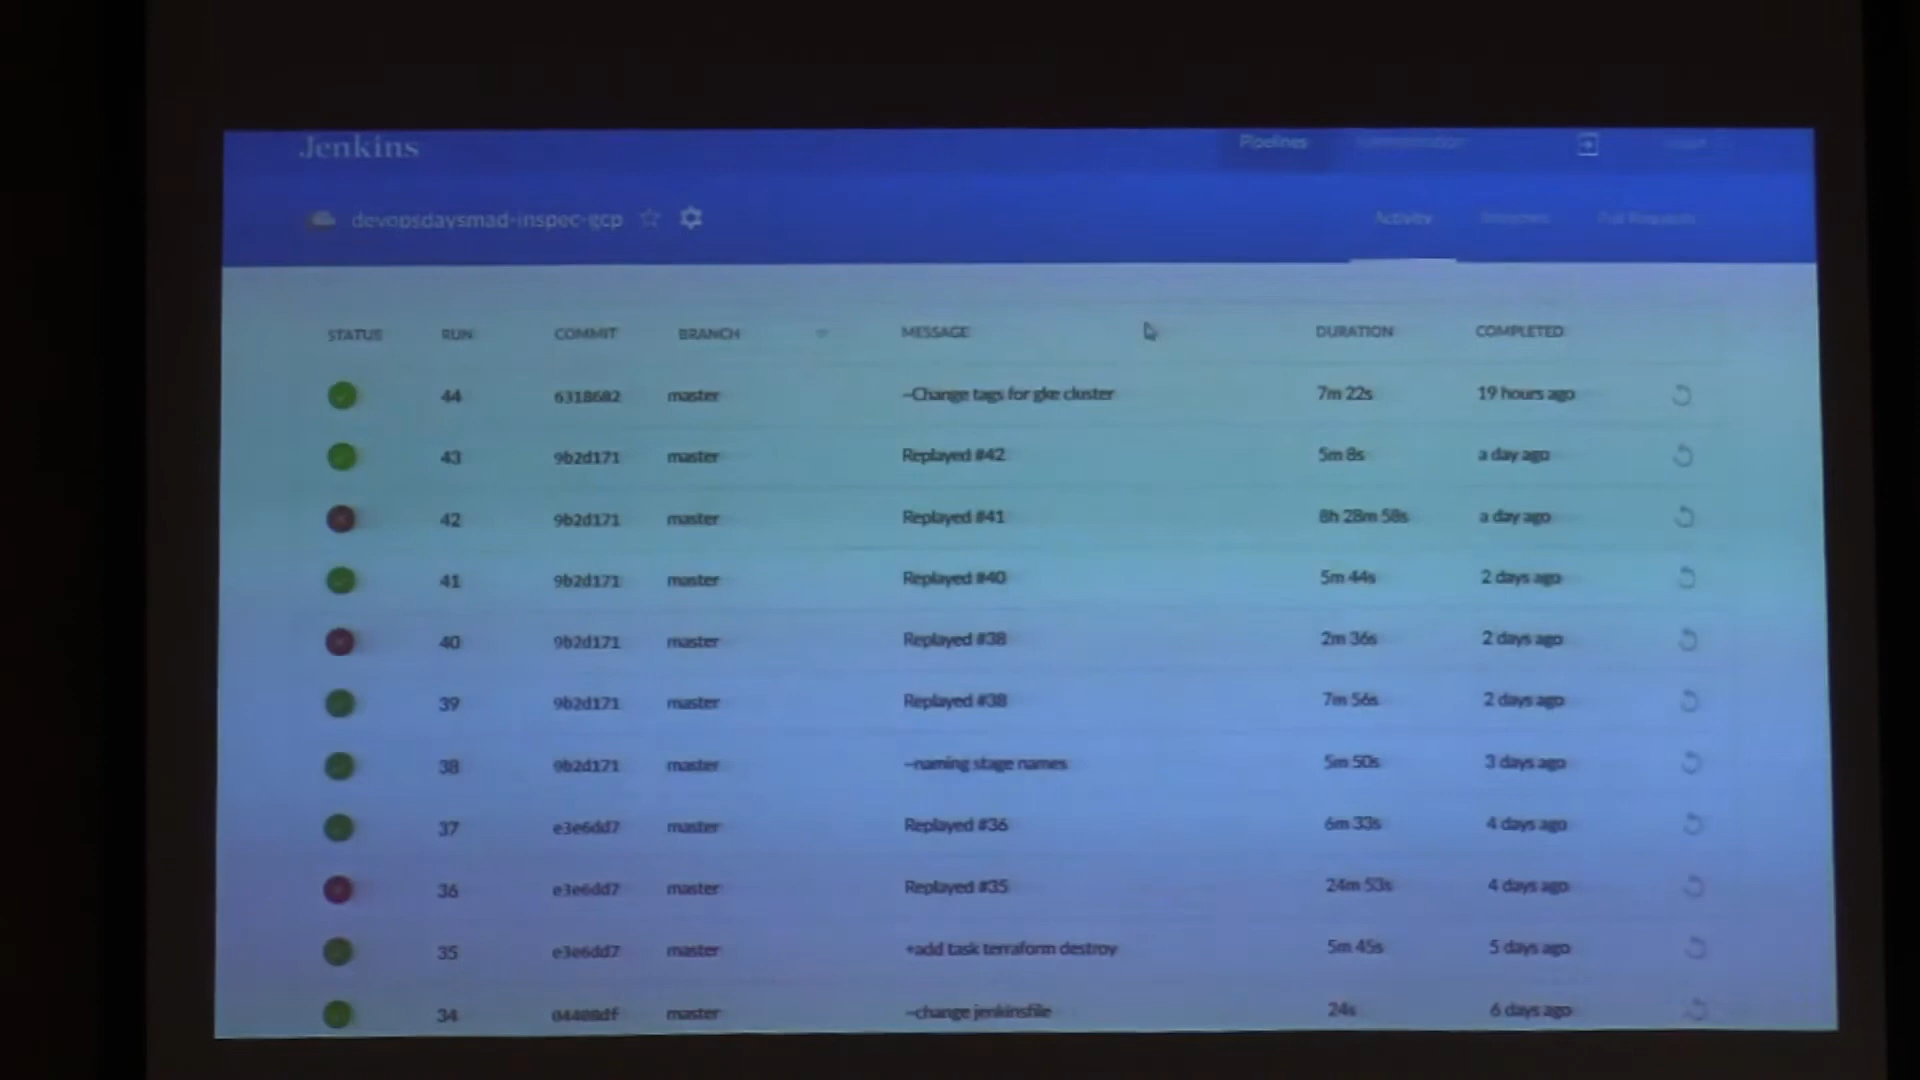 Jenkins
Pipelines
devopsdaysmad-inspec-gcp
Activity Branches Pull Requests
STATUS RUN COMMIT BRANCH MESSAGE DURATION COMPLETED
44 6318682 master -Change tags for gke cluster 7m 22s 19 hours ago
43 9b2d171 master Replayed #42 5m 8s a day ago
42 9b2d171 master Replayed #41 8h 28m 58s a day ago
41 9b2d171 master Replayed #40 5m 44s 2 days ago
40 9b2d171 master Replayed #38 2m 36s 2 days ago
39 9b2d171 master Replayed #38 7m 56s 2 days ago
38 9b2d171 master -naming stage names 5m 50s 3 days ago
37 e3e6dd7 master Replayed #36 6m 33s 4 days ago
36 e3e6dd7 master Replayed #35 24m 53s 4 days ago
35 e3e6dd7 master +add task terraform destroy 5m 45s 5 days ago
34 master -change jenkinsfile 24s 6 days ago